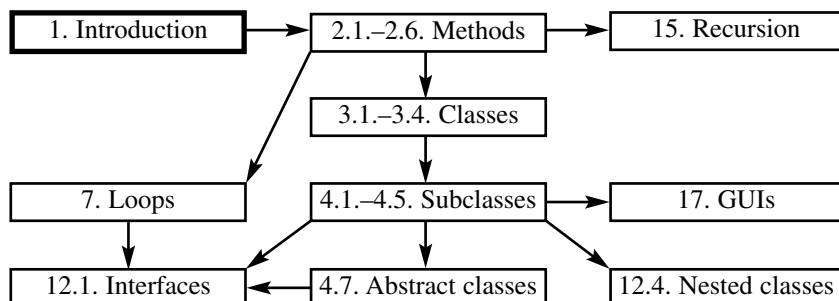 1. Introduction
2.1.–2.6. Methods
15. Recursion
3.1.–3.4. Classes
7. Loops
4.1.–4.5. Subclasses
17. GUIs
12.1. Interfaces
4.7. Abstract classes
12.4. Nested classes